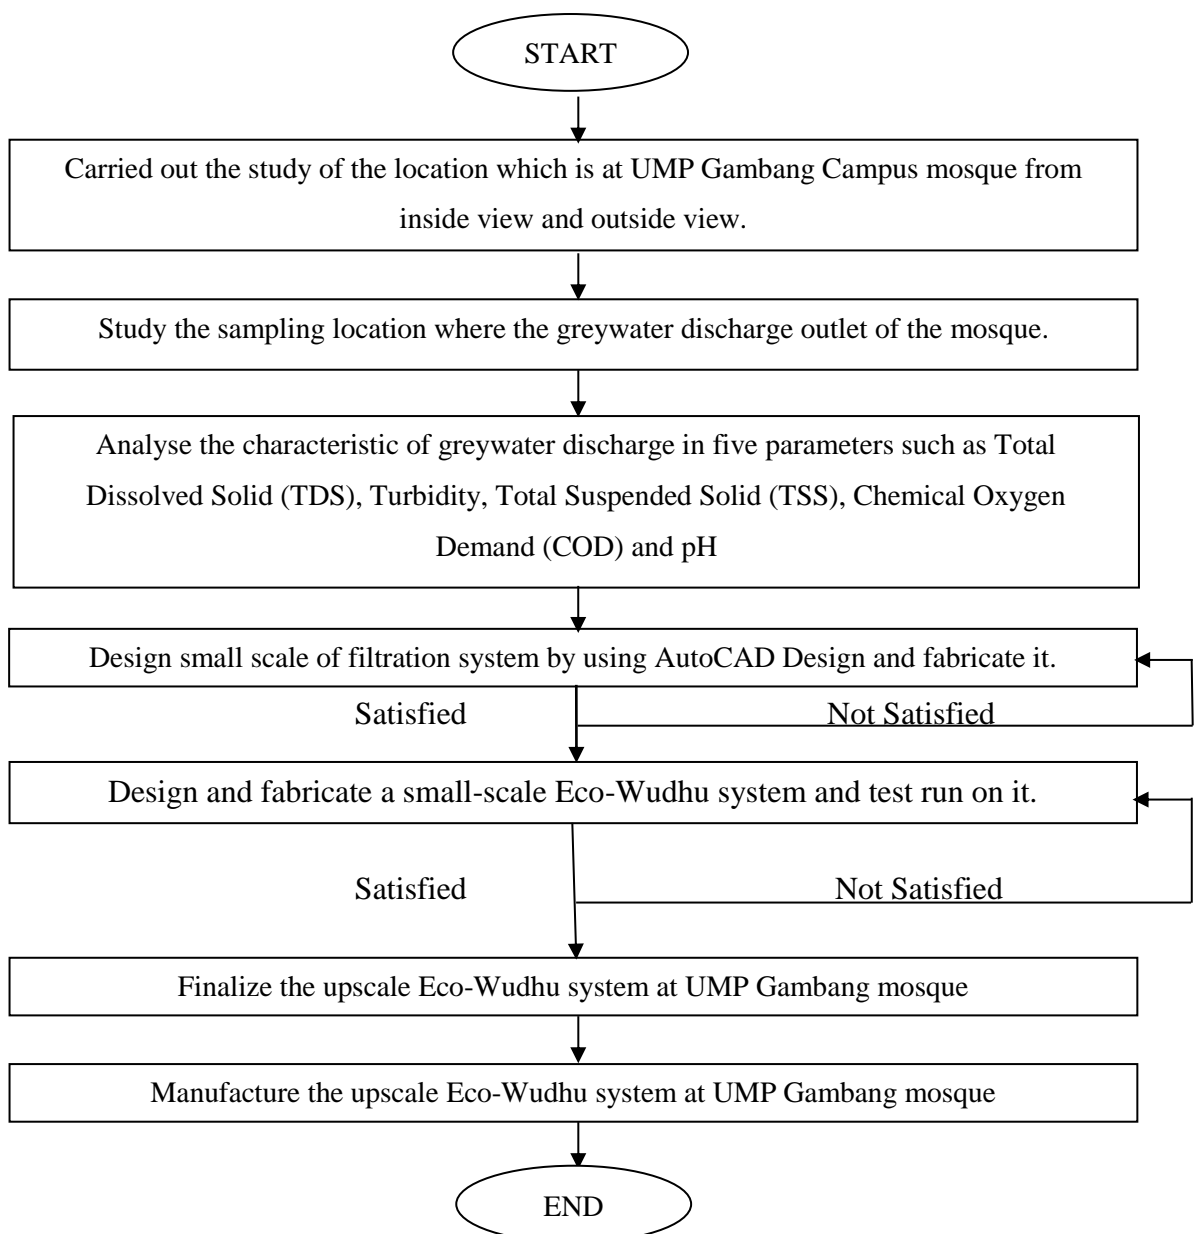 START
Carried out the study of the location which is at UMP Gambang Campus mosque from
inside view and outside view.
Study the sampling location where the greywater discharge outlet of the mosque.
Analyse the characteristic of greywater discharge in five parameters such as Total
Dissolved Solid (TDS), Turbidity, Total Suspended Solid (TSS), Chemical Oxygen
Demand (COD) and pH
Design small scale of filtration system by using AutoCAD Design and fabricate it.
Satisfied
Not Satisfied
Design and fabricate a small-scale Eco-Wudhu system and test run on it.
Satisfied
Not Satisfied
Finalize the upscale Eco-Wudhu system at UMP Gambang mosque
Manufacture the upscale Eco-Wudhu system at UMP Gambang mosque
END